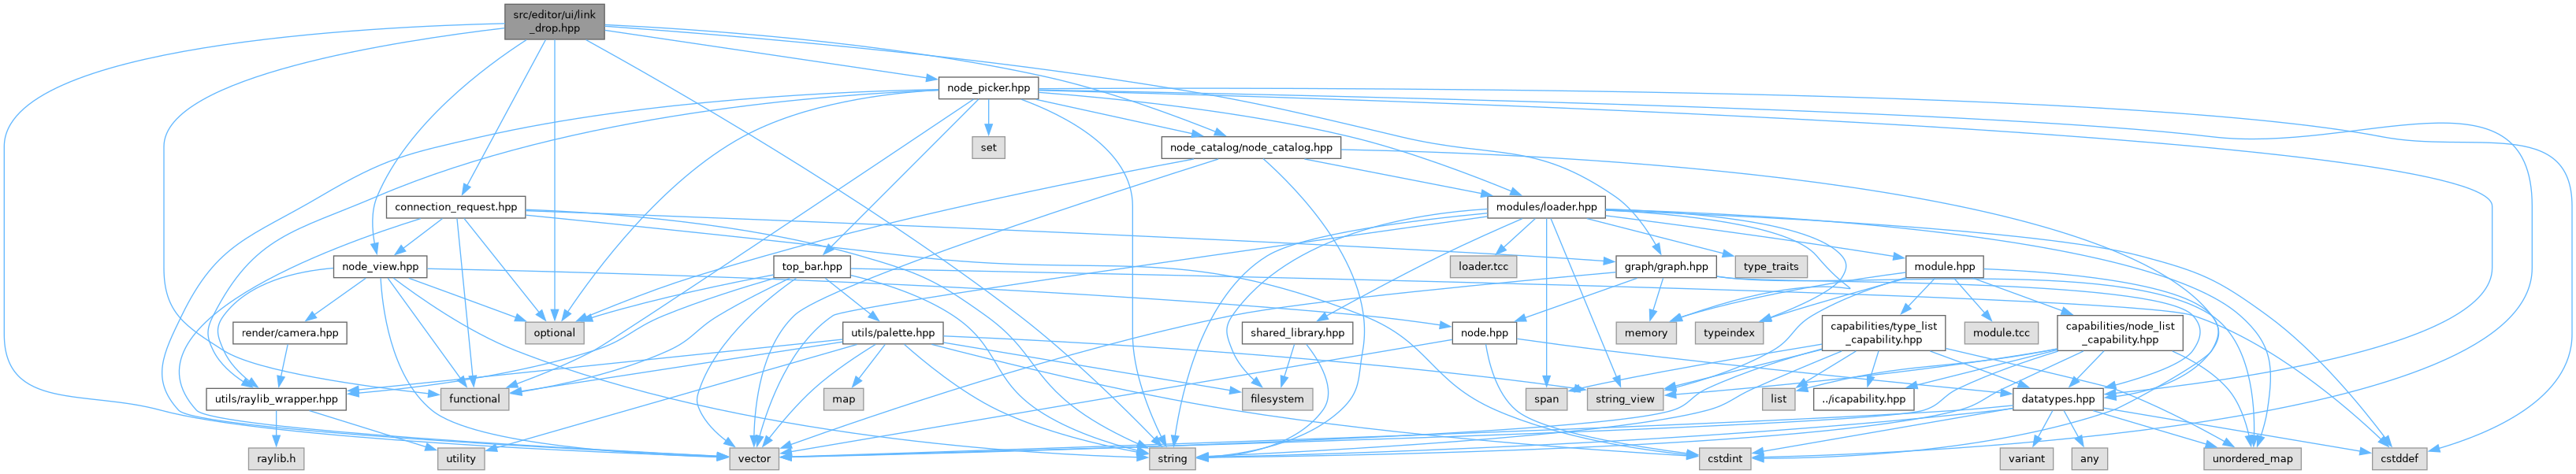 src/editor/ui/link
_drop.hpp
node_picker.hpp
set
node_catalog/node_catalog.hpp
connection_request.hpp
modules/loader.hpp
node_view.hpp
top_bar.hpp
loader.tcc
graph/graph.hpp
type_traits
module.hpp
render/camera.hpp
optional
utils/palette.hpp
shared_library.hpp
node.hpp
memory
typeindex
capabilities/type_list
_capability.hpp
module.tcc
capabilities/node_list
_capability.hpp
utils/raylib_wrapper.hpp
functional
map
filesystem
span
string_view
list
../icapability.hpp
datatypes.hpp
raylib.h
utility
vector
string
cstdint
variant
any
unordered_map
cstddef